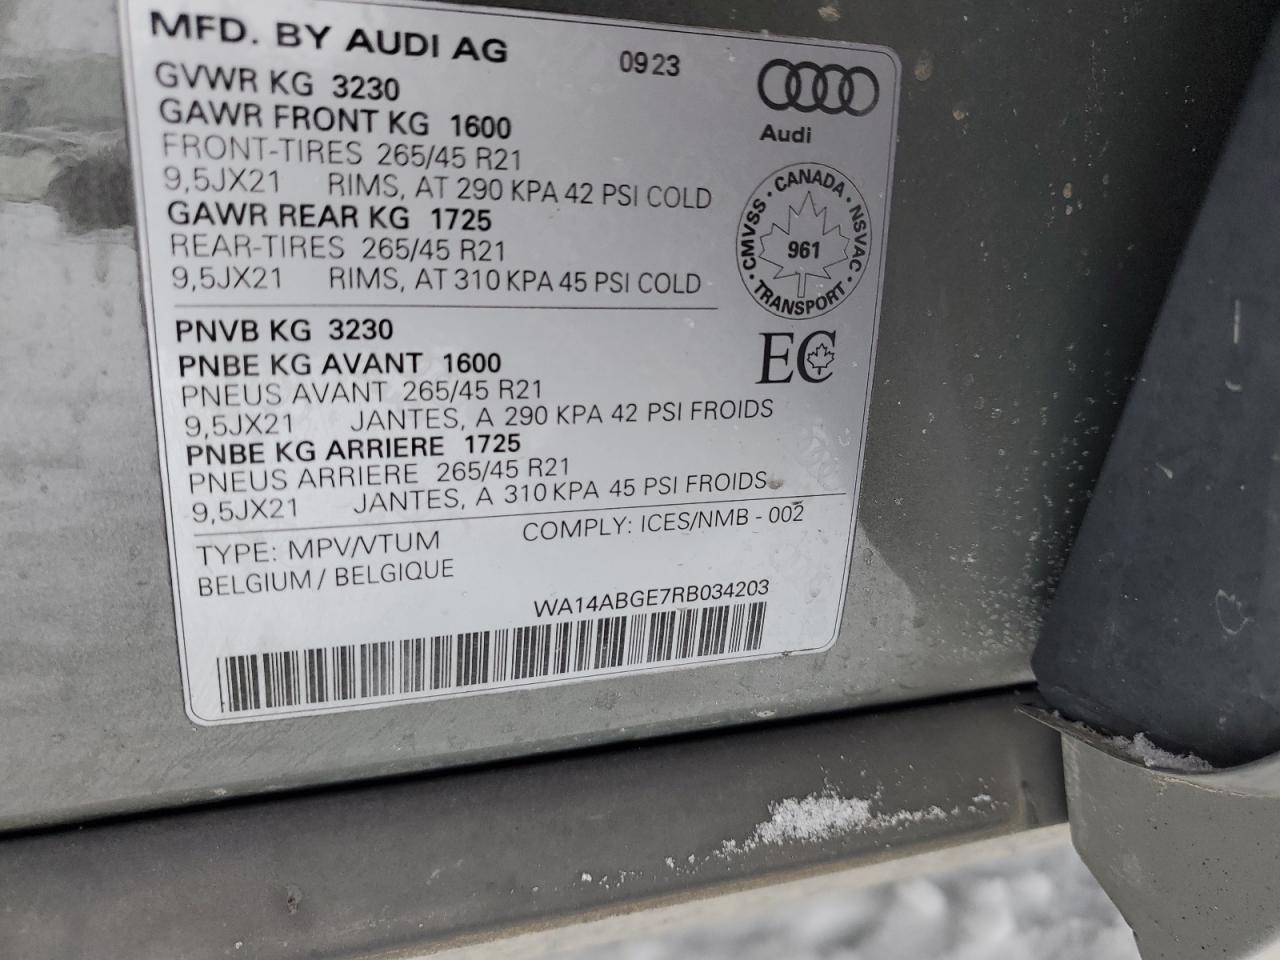 MFD. BY AUDI AG 0923
GVWR KG 3230
GAWR FRONT KG 1600
FRONT-TIRES 265/45 R21
9,5JX21 RIMS, AT 290 KPA 42 PSI COLD
GAWR REAR KG 1725
REAR-TIRES 265/45 R21
9,5JX21 RIMS, AT 310 KPA 45 PSI COLD
Audi
CANADA · NSVAC · TRANSPORT · CMVSS ·
961
PNVB KG 3230
PNBE KG AVANT 1600
PNEUS AVANT 265/45 R21
9,5JX21 JANTES, A 290 KPA 42 PSI FROIDS
PNBE KG ARRIERE 1725
PNEUS ARRIERE 265/45 R21
9,5JX21 JANTES, A 310 KPA 45 PSI FROIDS
EC
TYPE: MPV/VTUM COMPLY: ICES/NMB - 002
BELGIUM / BELGIQUE
WA14ABGE7RB034203